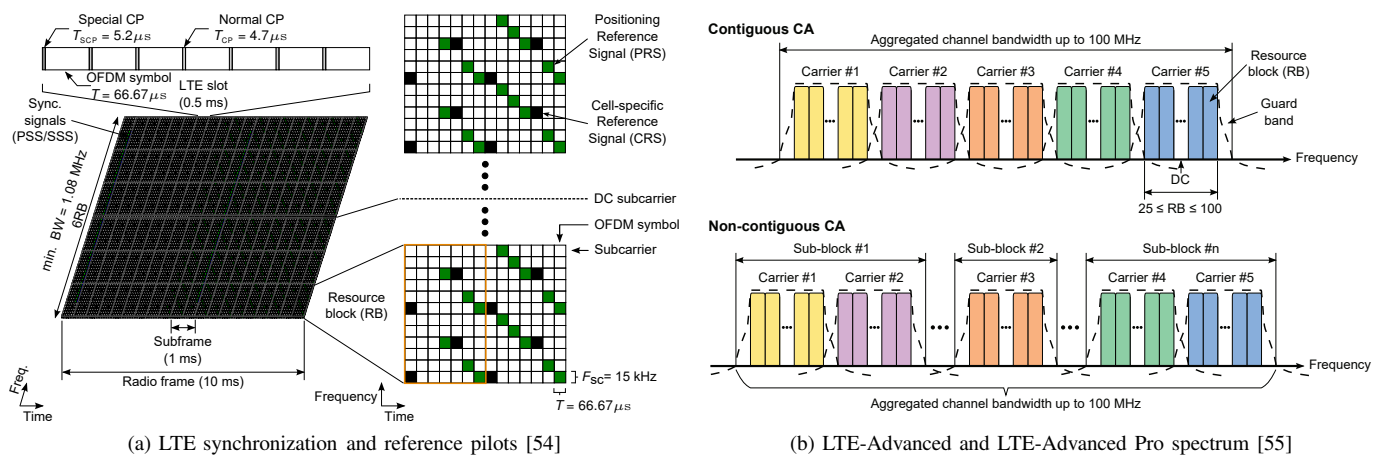 Special CP
T_SCP = 5.2 μs
Normal CP
T_CP = 4.7 μs
OFDM symbol
T = 66.67 μs
LTE slot
(0.5 ms)
Sync.
signals
(PSS/SSS)
min. BW = 1.08 MHz
6RB
Subframe
(1 ms)
Radio frame (10 ms)
Freq.
Time
Positioning
Reference
Signal (PRS)
Cell-specific
Reference
Signal (CRS)
DC subcarrier
OFDM symbol
Subcarrier
Resource
block (RB)
F_SC = 15 kHz
T = 66.67 μs
Frequency
Time
(a) LTE synchronization and reference pilots [54]
Contiguous CA
Aggregated channel bandwidth up to 100 MHz
Carrier #1
Carrier #2
Carrier #3
Carrier #4
Carrier #5
Resource
block (RB)
Guard
band
Frequency
DC
25 ≤ RB ≤ 100
Non-contiguous CA
Sub-block #1
Sub-block #2
Sub-block #n
Carrier #1
Carrier #2
Carrier #3
Carrier #4
Carrier #5
Frequency
Aggregated channel bandwidth up to 100 MHz
(b) LTE-Advanced and LTE-Advanced Pro spectrum [55]